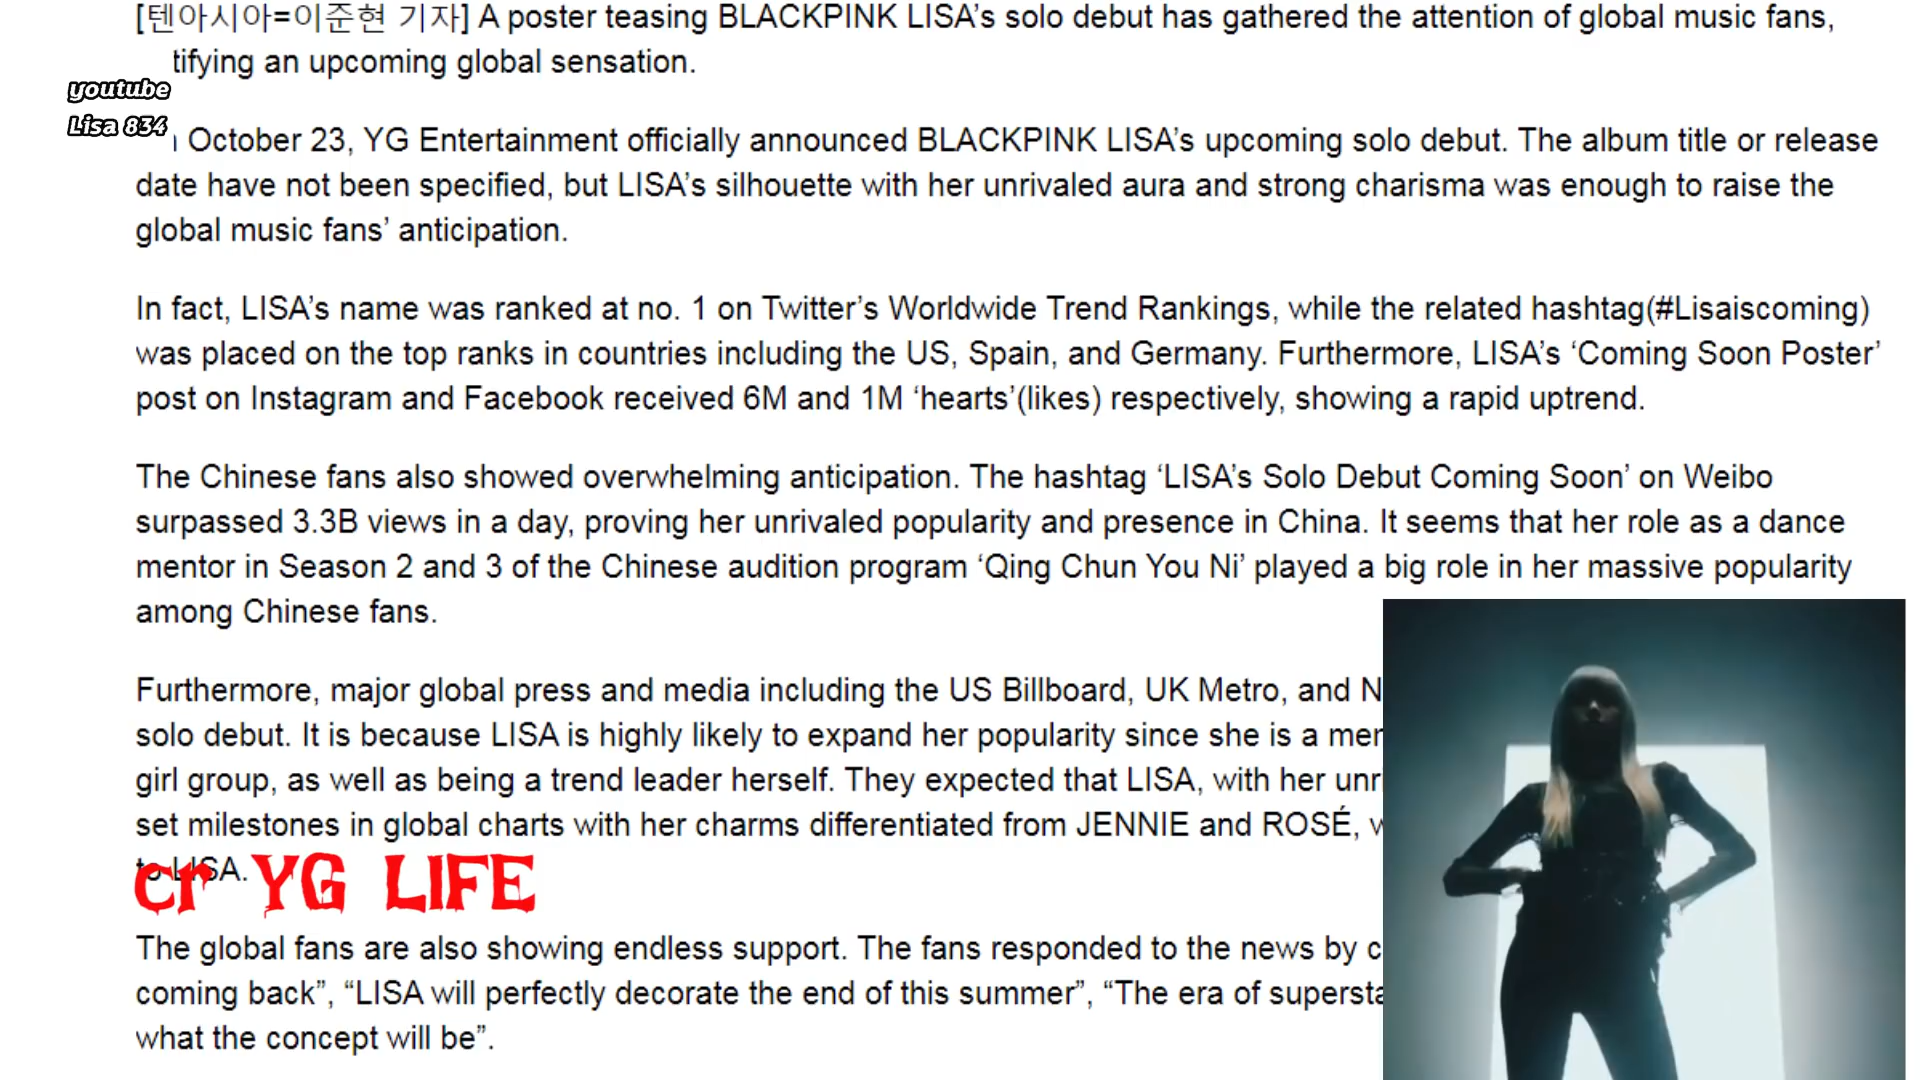 [텐아시아=이준현 기자] A poster teasing BLACKPINK LISA’s solo debut has gathered the attention of global music fans,
tifying an upcoming global sensation.
youtube
Lisa 834
October 23, YG Entertainment officially announced BLACKPINK LISA’s upcoming solo debut. The album title or release
date have not been specified, but LISA’s silhouette with her unrivaled aura and strong charisma was enough to raise the
global music fans’ anticipation.
In fact, LISA’s name was ranked at no. 1 on Twitter’s Worldwide Trend Rankings, while the related hashtag(#Lisaiscoming)
was placed on the top ranks in countries including the US, Spain, and Germany. Furthermore, LISA’s ‘Coming Soon Poster’
post on Instagram and Facebook received 6M and 1M ‘hearts’(likes) respectively, showing a rapid uptrend.
The Chinese fans also showed overwhelming anticipation. The hashtag ‘LISA’s Solo Debut Coming Soon’ on Weibo
surpassed 3.3B views in a day, proving her unrivaled popularity and presence in China. It seems that her role as a dance
mentor in Season 2 and 3 of the Chinese audition program ‘Qing Chun You Ni’ played a big role in her massive popularity
among Chinese fans.
Furthermore, major global press and media including the US Billboard, UK Metro, and N
solo debut. It is because LISA is highly likely to expand her popularity since she is a mer
girl group, as well as being a trend leader herself. They expected that LISA, with her unri
set milestones in global charts with her charms differentiated from JENNIE and ROSÉ, w
to LISA.
cr YG LIFE
The global fans are also showing endless support. The fans responded to the news by c
coming back”, “LISA will perfectly decorate the end of this summer”, “The era of supersta
what the concept will be”.